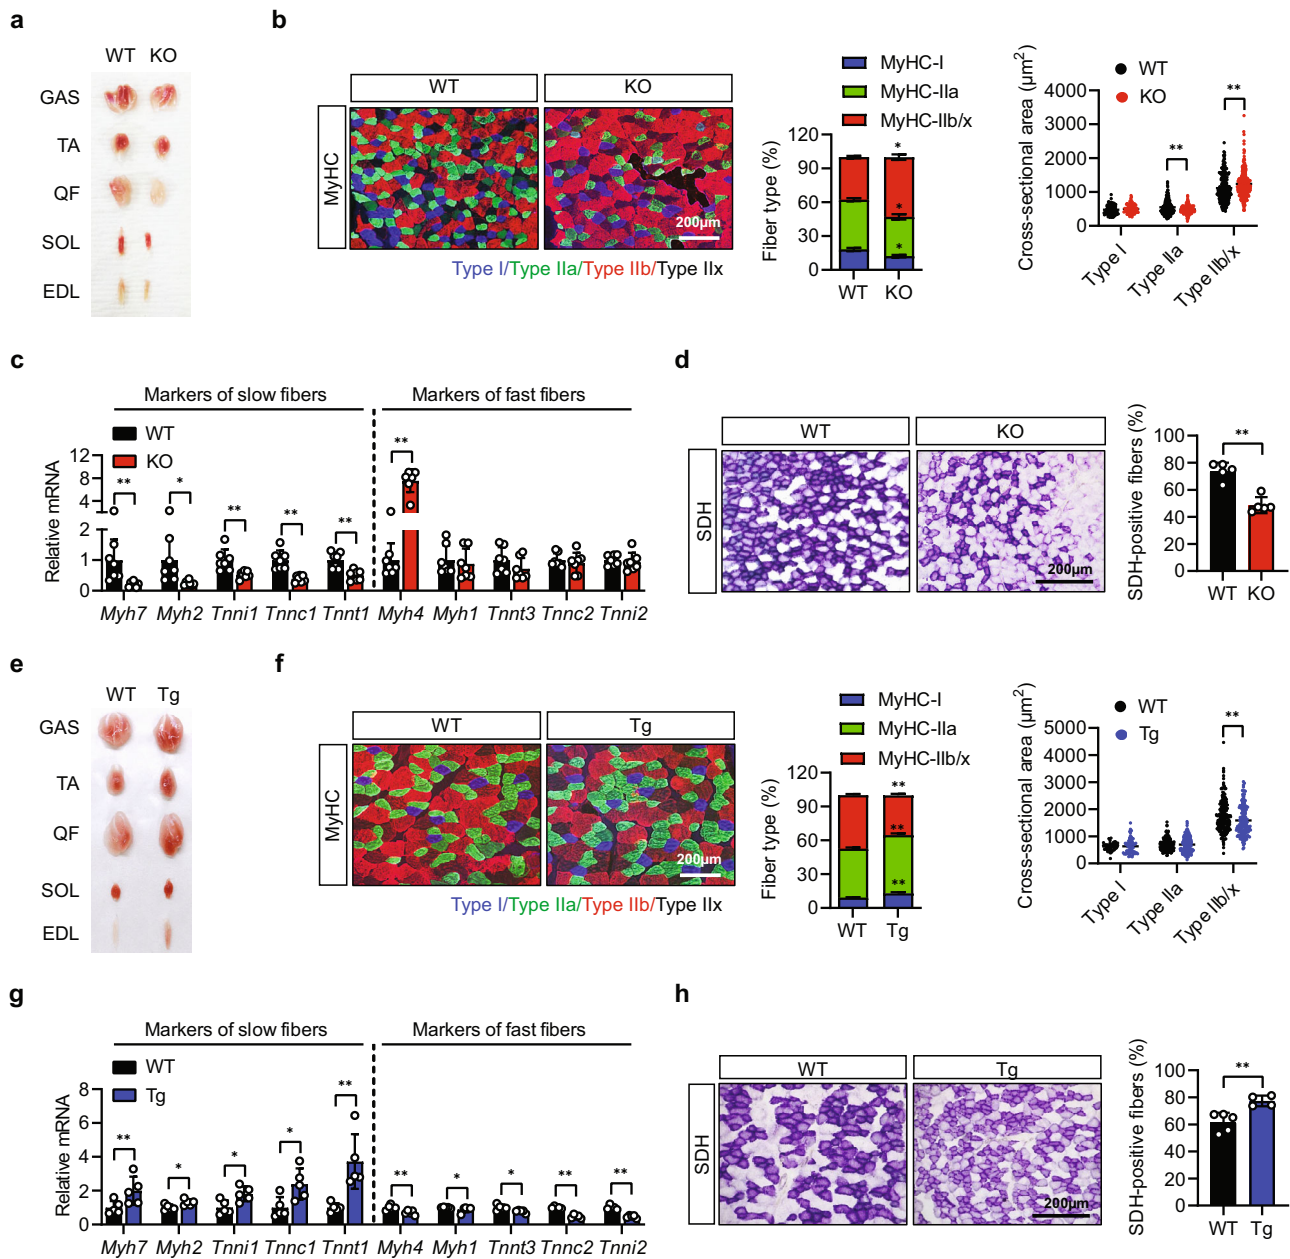 a
WT KO
GAS
TA
QF
SOL
EDL
b
WT KO
MyHC
200µm
Type I/Type IIa/Type IIb/Type IIx
MyHC-I
MyHC-IIa
MyHC-IIb/x
Fiber type (%)
120
90
60
30
0
*
*
*
WT KO
Cross-sectional area (µm²)
WT
KO
4000
3000
2000
1000
0
**
**
Type I Type IIa Type IIb/x
c
Markers of slow fibers Markers of fast fibers
WT
KO
Relative mRNA
12
8
4
2
1
0
** * ** ** ** **
Myh7 Myh2 Tnni1 Tnnc1 Tnnt1 Myh4 Myh1 Tnnt3 Tnnc2 Tnni2
d
WT KO
SDH
200µm
SDH-positive fibers (%)
100
80
60
40
20
0
**
WT KO
e
WT Tg
GAS
TA
QF
SOL
EDL
f
WT Tg
MyHC
200µm
Type I/Type IIa/Type IIb/Type IIx
MyHC-I
MyHC-IIa
MyHC-IIb/x
Fiber type (%)
120
90
60
30
0
**
**
**
WT Tg
Cross-sectional area (µm²)
WT
Tg
5000
4000
3000
2000
1000
0
**
Type I Type IIa Type IIb/x
g
Markers of slow fibers Markers of fast fibers
WT
Tg
Relative mRNA
8
6
4
2
0
** * * * ** ** * * ** **
Myh7 Myh2 Tnni1 Tnnc1 Tnnt1 Myh4 Myh1 Tnnt3 Tnnc2 Tnni2
h
WT Tg
SDH
200µm
SDH-positive fibers (%)
100
80
60
40
20
0
**
WT Tg